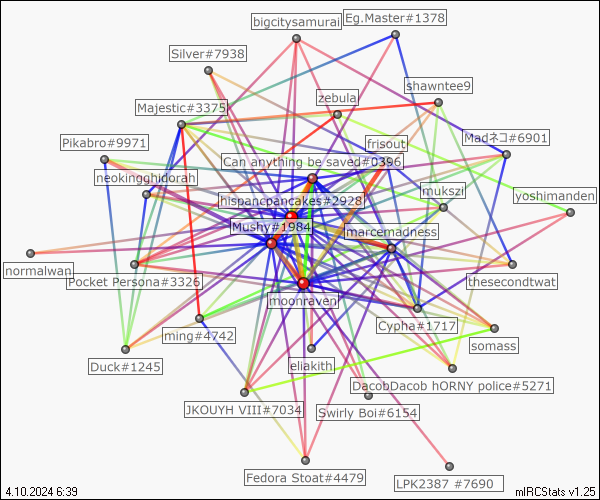 Eg.Master#1378
bigcitysamurai
Silver#7938
shawntee9
zebula
Majestic#3375
Madネコ#6901
Pikabro#9971
frisout
Can anything be saved#0396
neokingghidorah
mukszi
yoshimanden
hispancpancakes#2928
Mushy#1984
marcemadness
normalwan
Pocket Persona#3326
thesecondtwat
moonraven
Cypha#1717
ming#4742
somass
Duck#1245
eliakith
DacobDacob hORNY police#5271
JKOUYH VIII#7034
Swirly Boi#6154
Fedora Stoat#4479
LPK2387 #7690
4.10.2024 6:39
mIRCStats v1.25